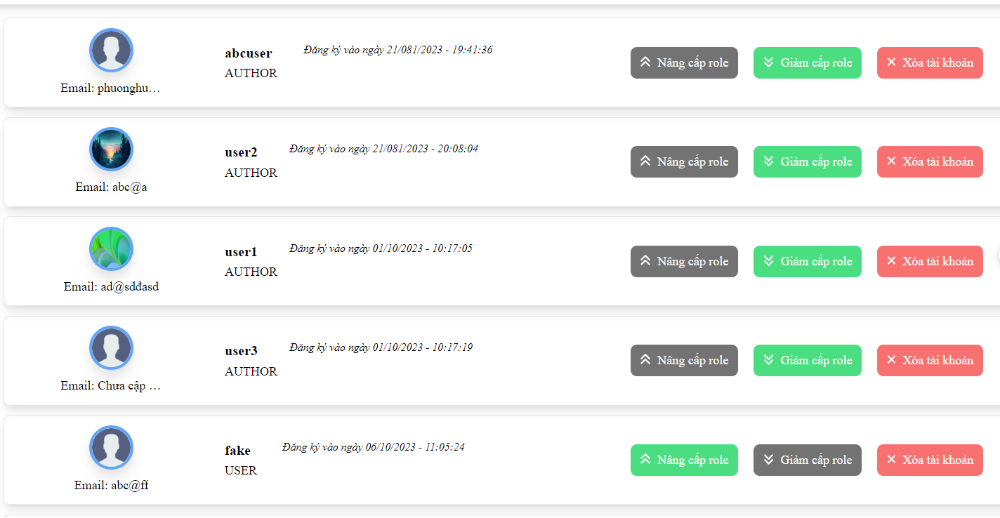 abcuser Đăng ký vào ngày 21/081/2023 - 19:41:36
AUTHOR
Email: phuonghu…
Nâng cấp role Giảm cấp role Xóa tài khoản
user2 Đăng ký vào ngày 21/081/2023 - 20:08:04
AUTHOR
Email: abc@a
Nâng cấp role Giảm cấp role Xóa tài khoản
user1 Đăng ký vào ngày 01/10/2023 - 10:17:05
AUTHOR
Email: ad@sdđasd
Nâng cấp role Giảm cấp role Xóa tài khoản
user3 Đăng ký vào ngày 01/10/2023 - 10:17:19
AUTHOR
Email: Chưa cập …
Nâng cấp role Giảm cấp role Xóa tài khoản
fake Đăng ký vào ngày 06/10/2023 - 11:05:24
USER
Email: abc@ff
Nâng cấp role Giảm cấp role Xóa tài khoản